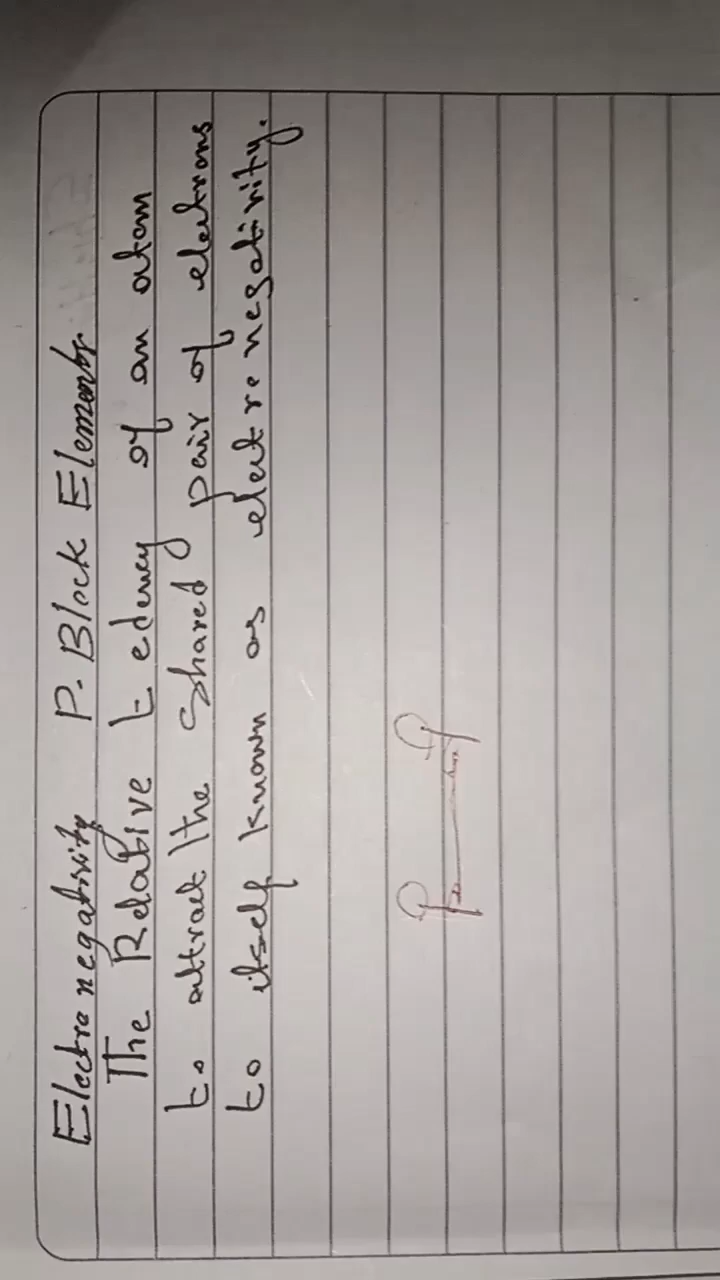 Electronegativity P. Block Elements
The Relative tedency of an atom
to attract the shared pair of electrons
to itself known as electronegativity.